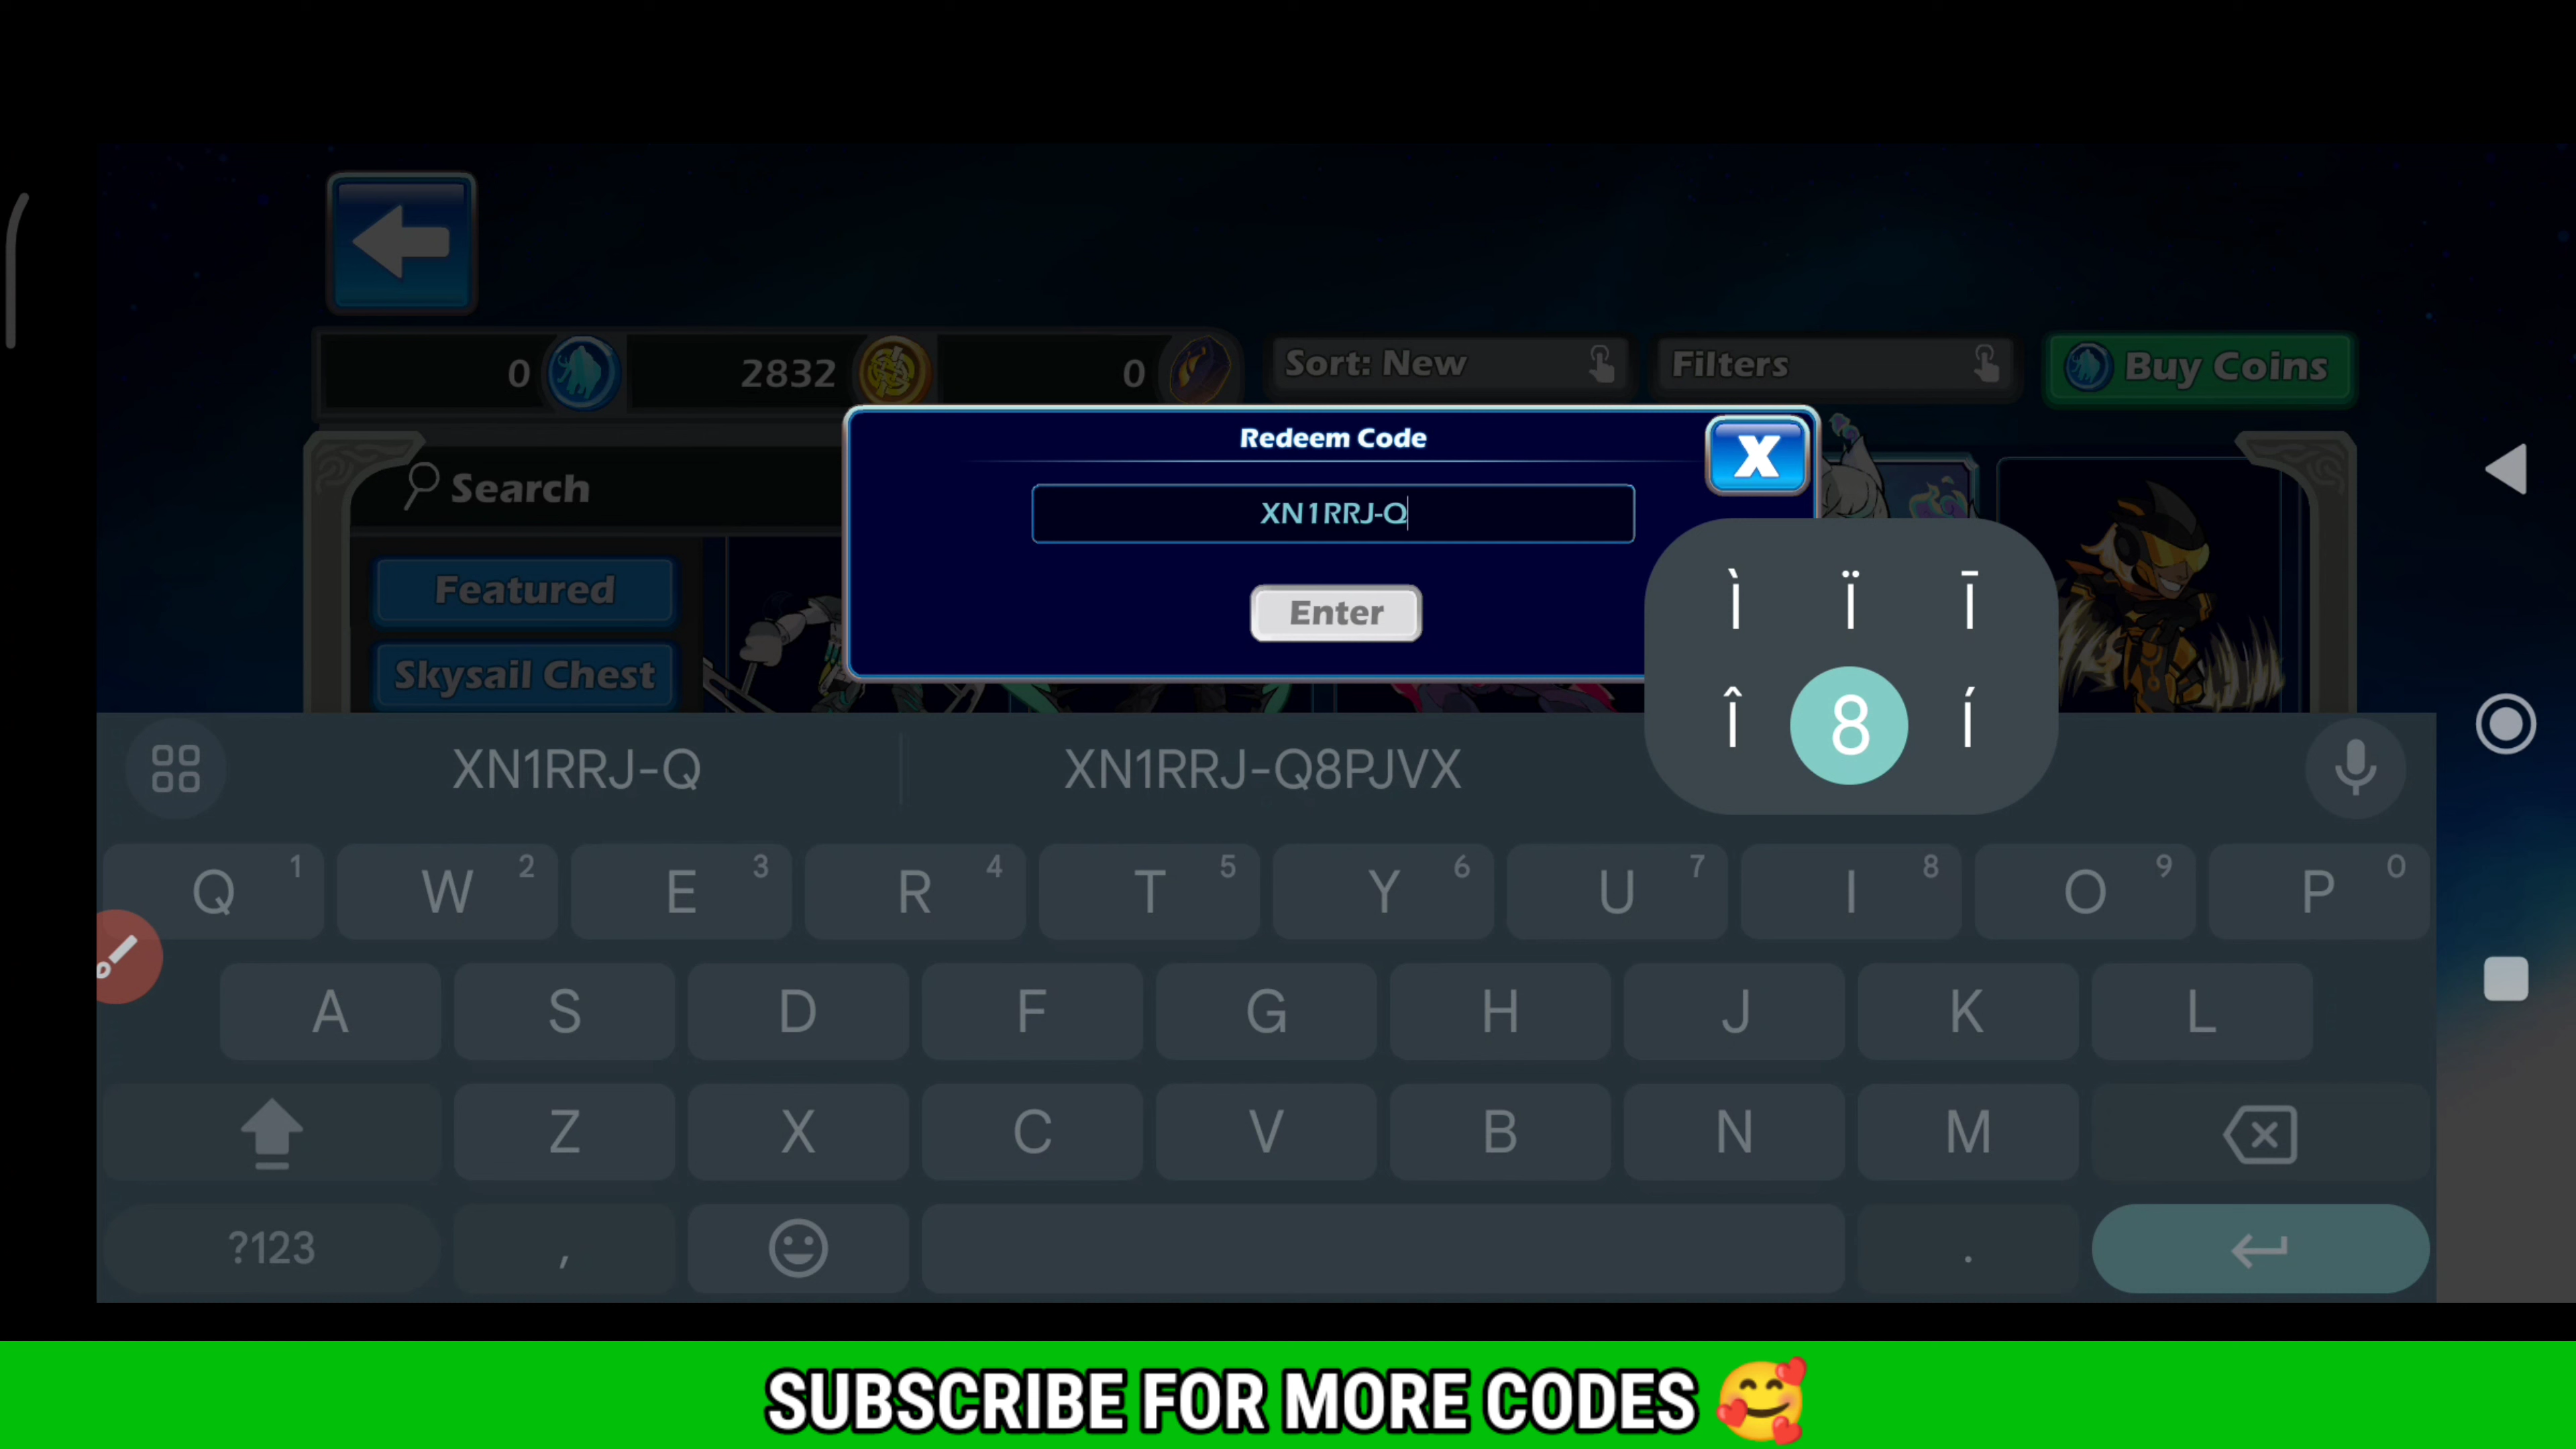 0
2832
0
Sort: New
Filters
Buy Coins
Redeem Code
X
Search
XN1RRJ-Q
Featured
Enter
Skysail Chest
ì ï ī
î 8 í
XN1RRJ-Q
XN1RRJ-Q8PJVX
Q 1 W 2 E 3 R 4 T 5 Y 6 U 7 I 8 O 9 P 0
A S D F G H J K L
Z X C V B N M
?123 , .
SUBSCRIBE FOR MORE CODES 🥰